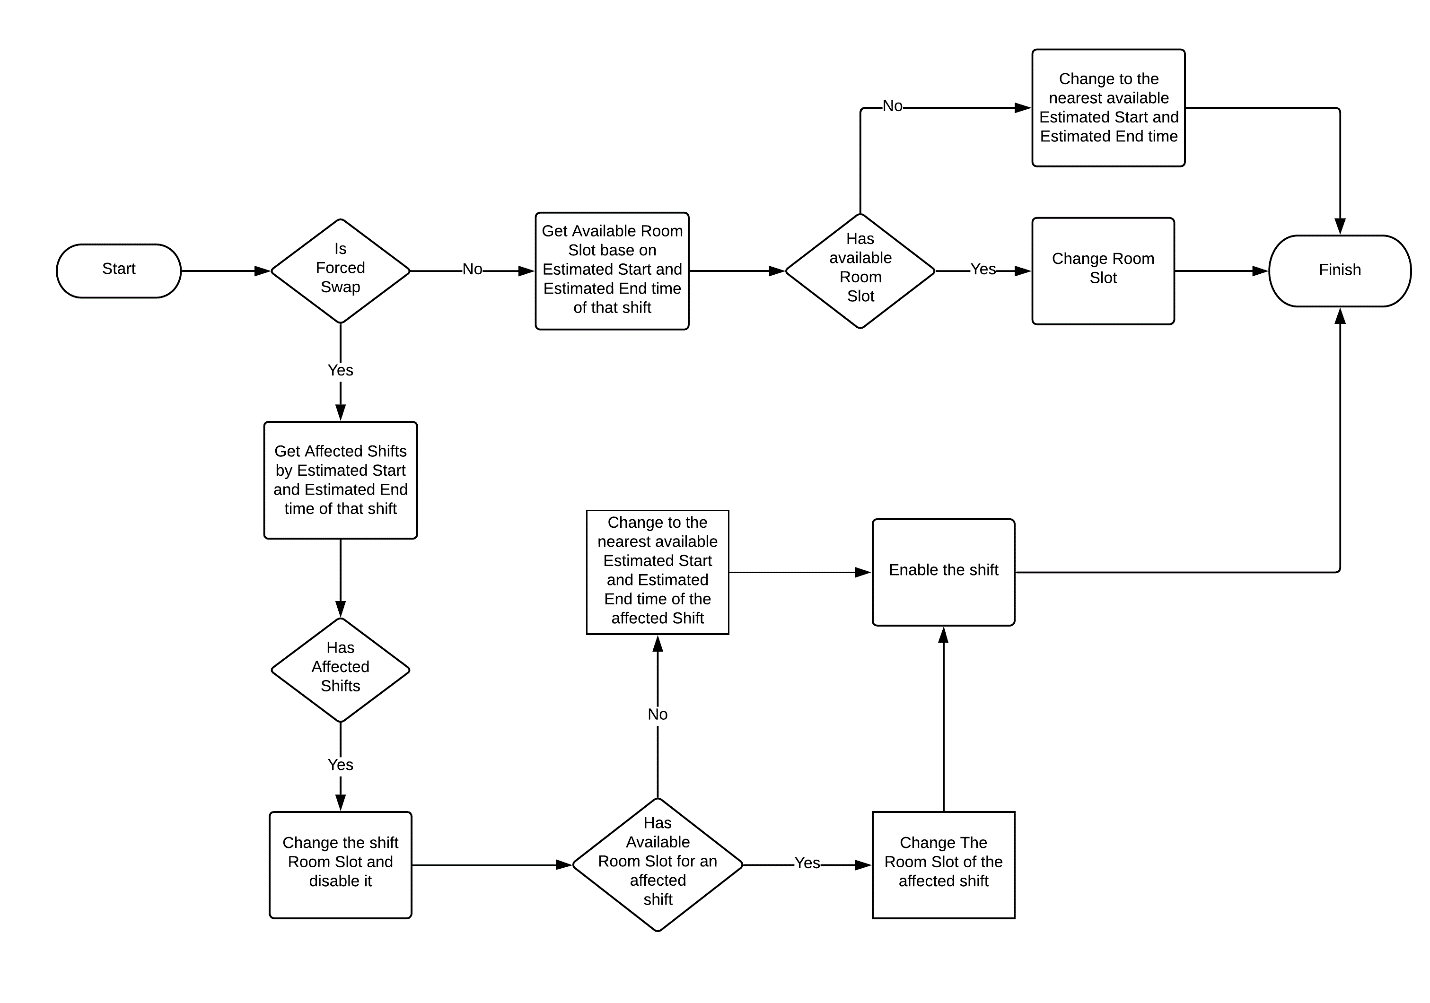 Start
Is
Forced
Swap
No
Get Available Room
Slot base on
Estimated Start and
Estimated End time
of that shift
Has
available
Room
Slot
No
Change to the
nearest available
Estimated Start and
Estimated End time
Yes
Change Room
Slot
Finish
Yes
Get Affected Shifts
by Estimated Start
and Estimated End
time of that shift
Has
Affected
Shifts
Yes
Change the shift
Room Slot and
disable it
Has
Available
Room Slot for an
affected
shift
No
Change to the
nearest available
Estimated Start
and Estimated
End time of the
affected Shift
Yes
Change The
Room Slot of the
affected shift
Enable the shift